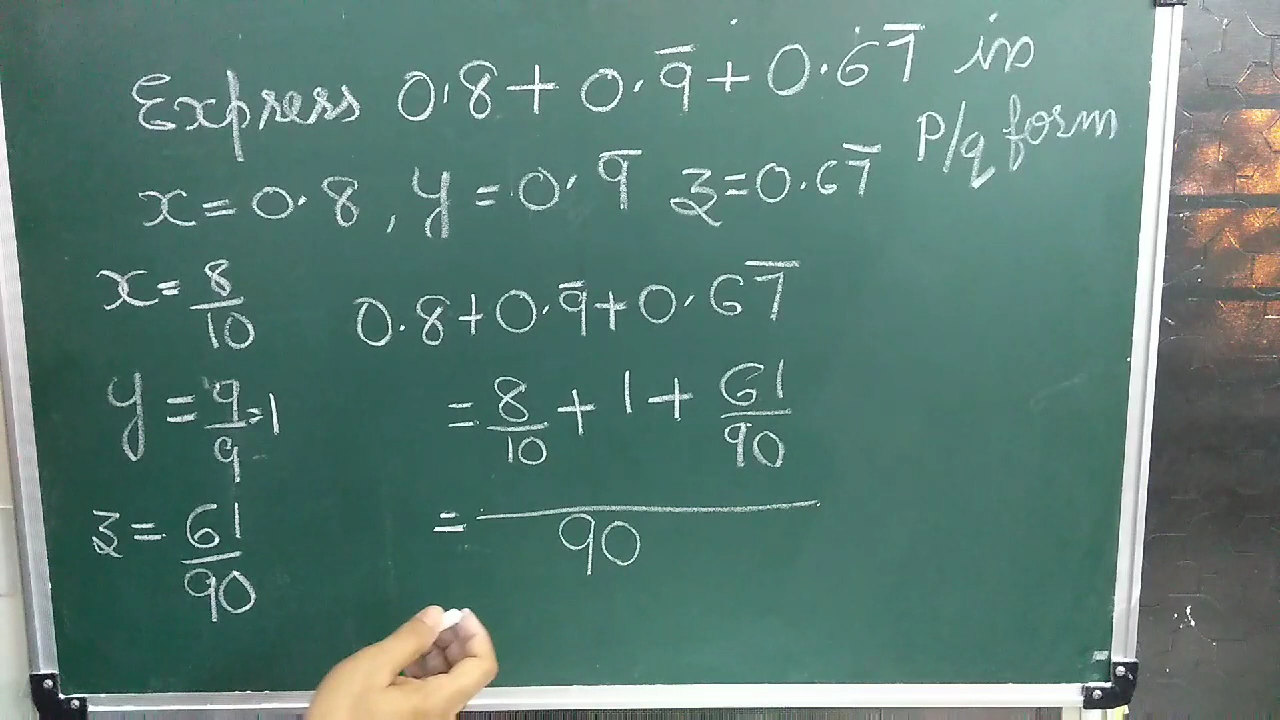 Express 0.8 + 0.9̅ + 0.67̅ in
P/q form
x = 0.8, y = 0.9̅ z = 0.67̅
x = 8/10
0.8 + 0.9̅ + 0.67̅
y = 9/9 = 1
= 8/10 + 1 + 61/90
z = 61/90
= /90